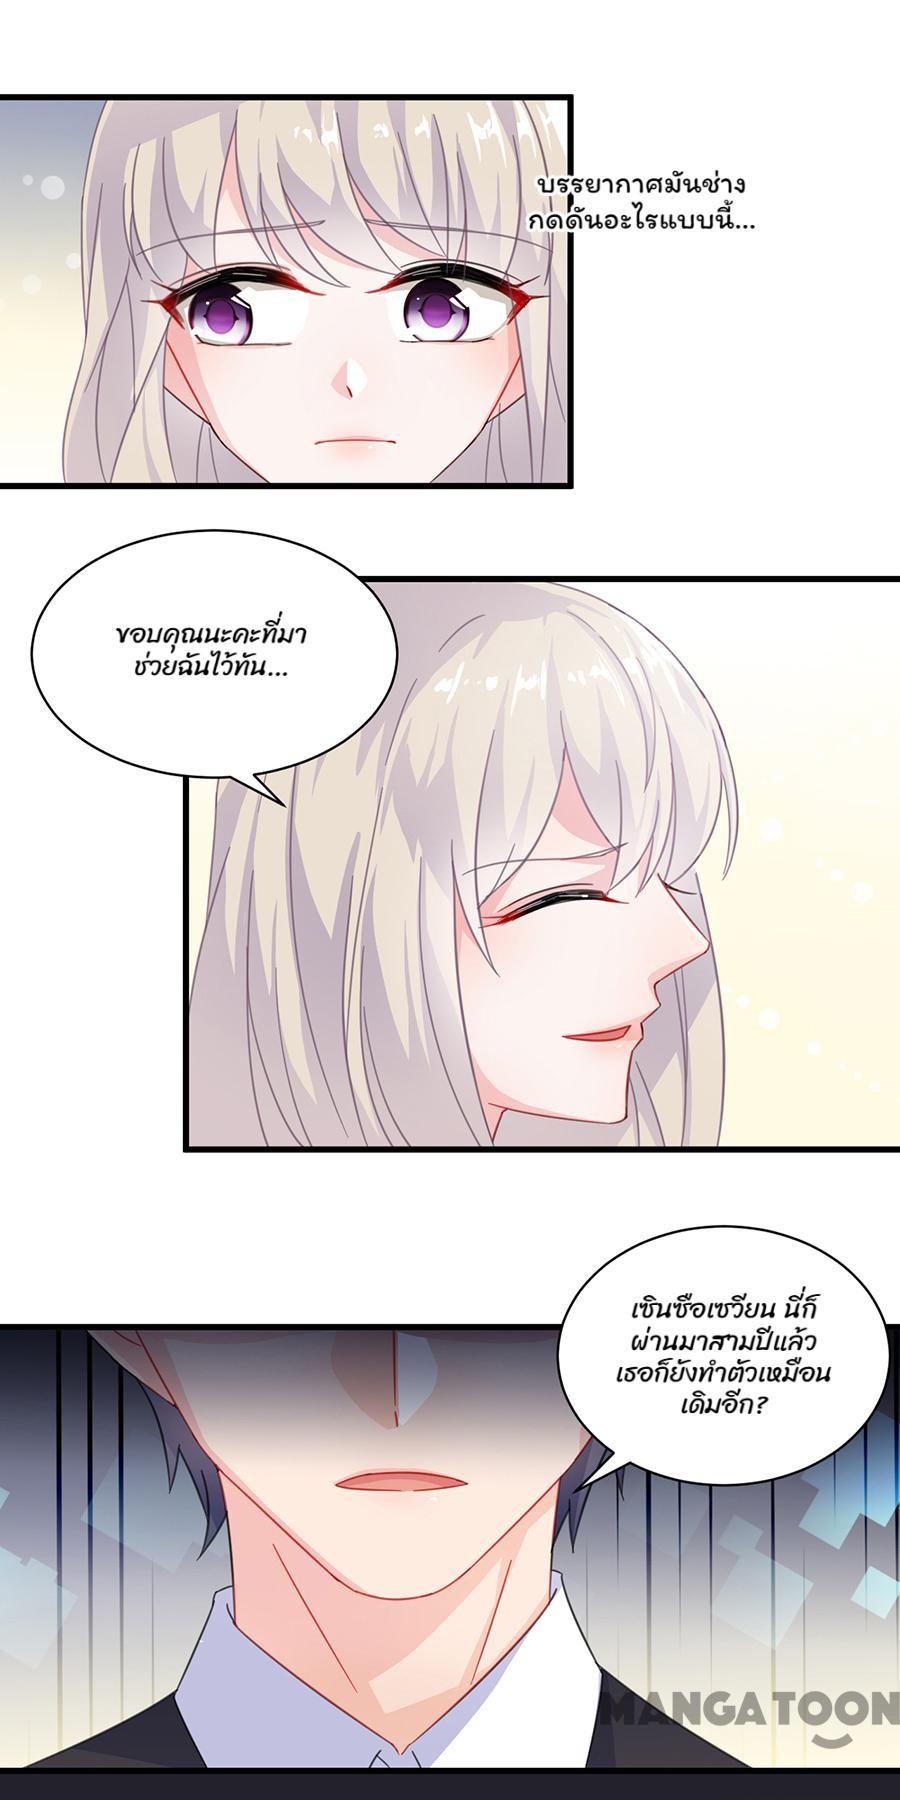 บรรยากาศมันช่าง
กดดันอะไรแบบนี้...
ขอบคุณนะคะที่มา
ช่วยฉันไว้ทัน...
เซินซือเซวียน นี่ก็
ผ่านมาสามปีแล้ว
เธอก็ยังทำตัวเหมือน
เดิมอีก?
MANGATOON